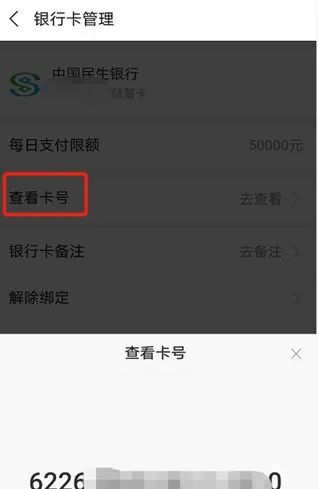 银行卡管理
中国民生银行
储蓄卡
每日支付限额 50000元
查看卡号 去查看
银行卡备注 去备注
解除绑定
查看卡号
6226 0